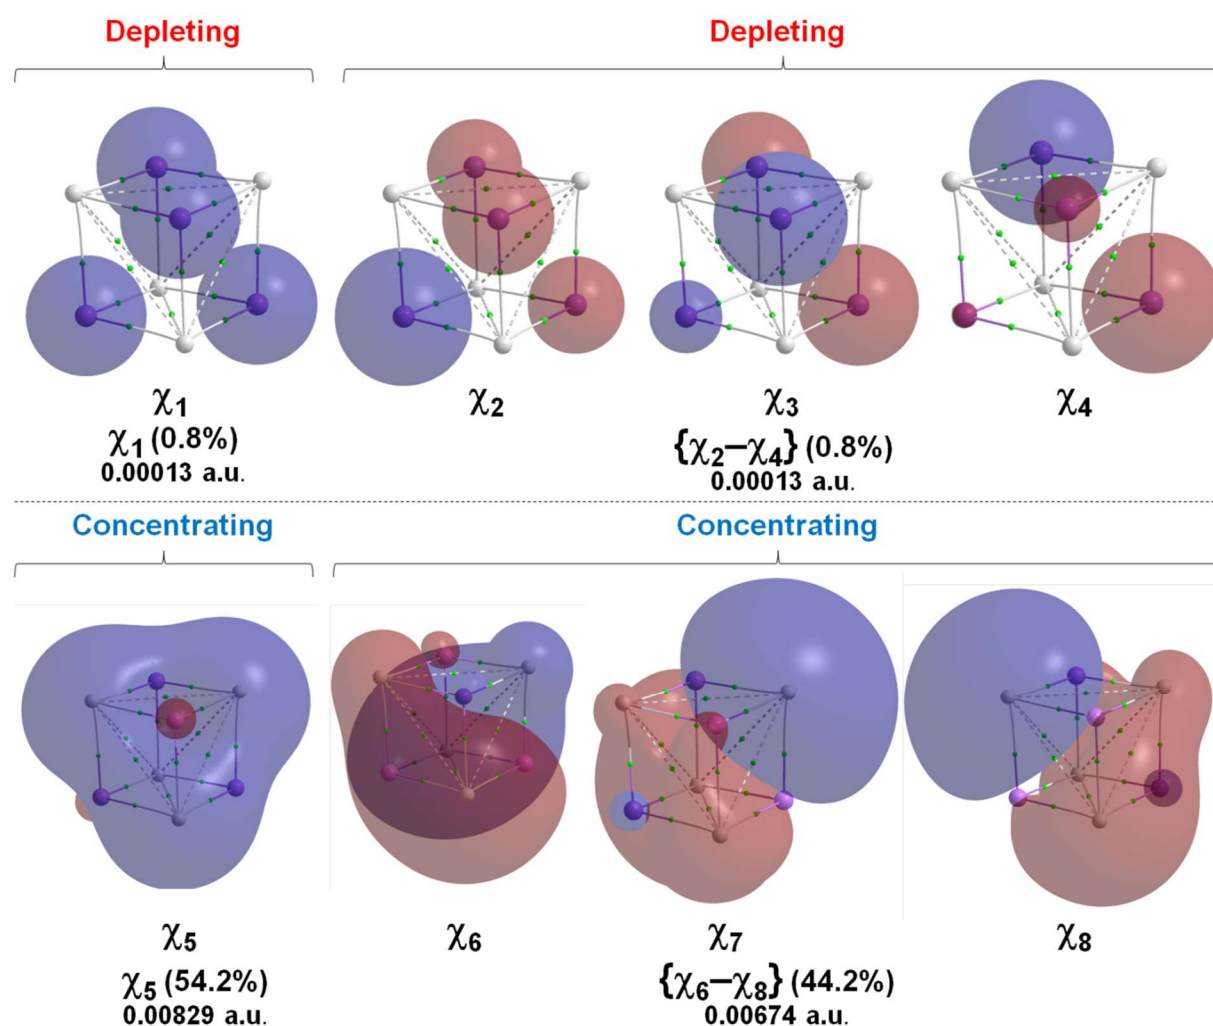 Depleting
Depleting
χ₁
χ₂
χ₃
χ₄
χ₁ (0.8%)
0.00013 a.u.
{χ₂–χ₄} (0.8%)
0.00013 a.u.
Concentrating
Concentrating
χ₅
χ₆
χ₇
χ₈
χ₅ (54.2%)
0.00829 a.u.
{χ₆–χ₈} (44.2%)
0.00674 a.u.